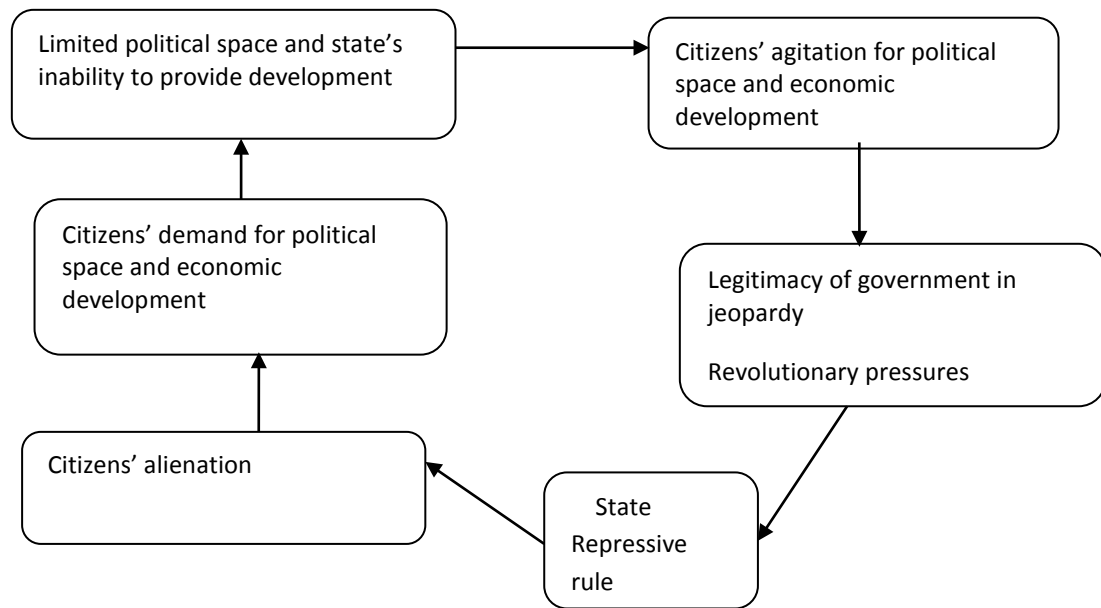 Limited political space and state’s
inability to provide development
Citizens’ agitation for political
space and economic
development
Citizens’ demand for political
space and economic
development
Legitimacy of government in
jeopardy
Revolutionary pressures
Citizens’ alienation
State
Repressive
rule